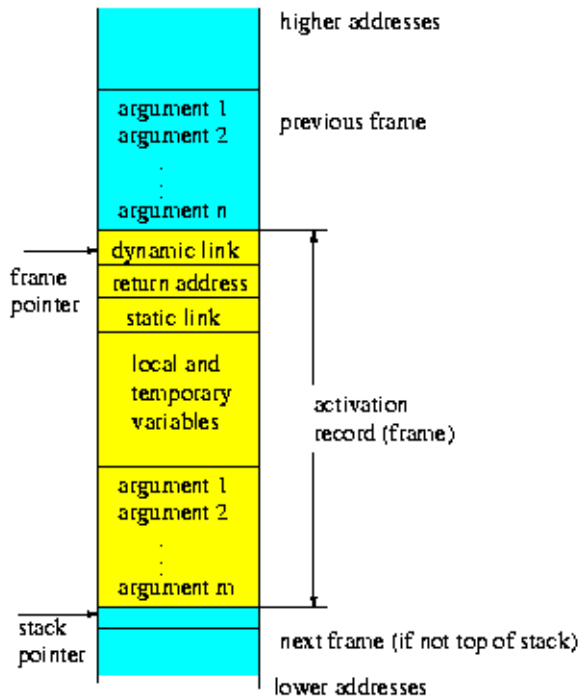 higher addresses
argument 1
argument 2
.
.
argument n
previous frame
dynamic link
frame
pointer
return address
static link
local and
temporary
variables
activation
record (frame)
argument 1
argument 2
.
.
argument m
stack
pointer
next frame (if not top of stack)
lower addresses